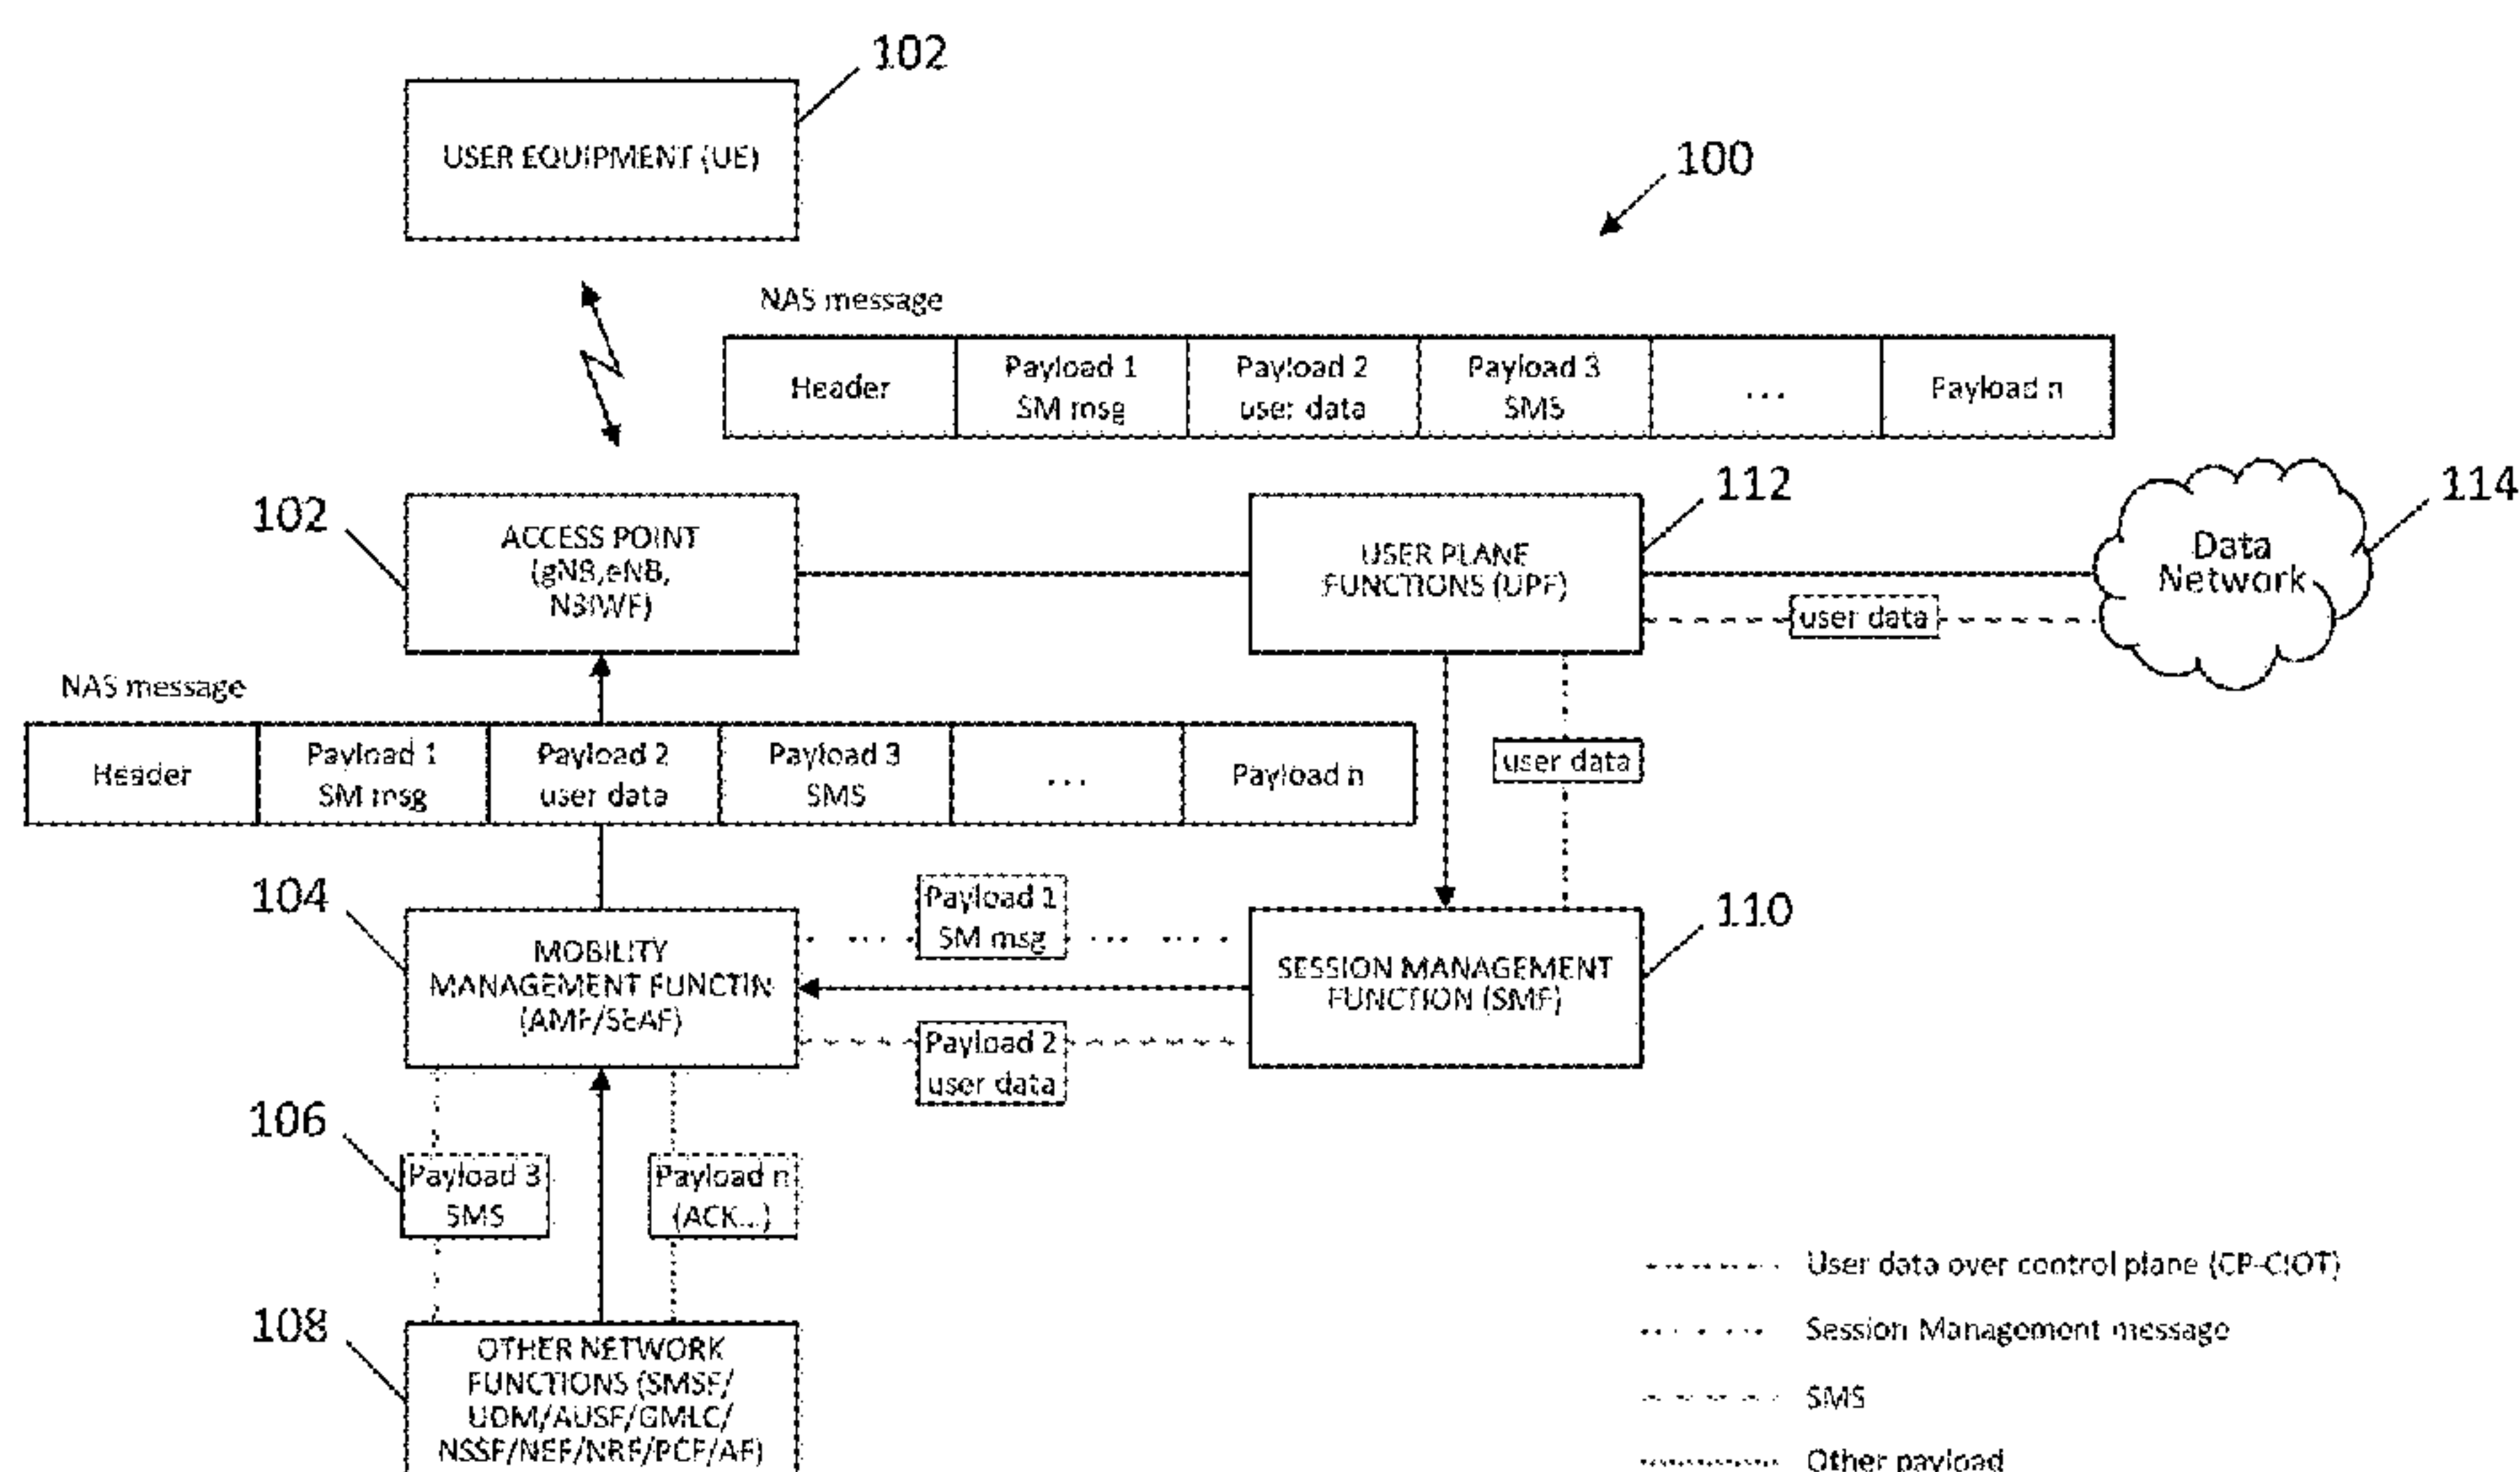 102
USER EQUIPMENT (UE)
100
NAS message
Header
Payload 1
SM msg
Payload 2
user data
Payload 3
SMS
...
Payload n
102
ACCESS POINT
(gNB,eNB,
N3IWF)
112
USER PLANE
FUNCTIONS (UPF)
114
Data
Network
user data
NAS message
Header
Payload 1
SM msg
Payload 2
user data
Payload 3
SMS
...
Payload n
user data
104
MOBILITY
MANAGEMENT FUNCTIN
(AMF/SEAF)
Payload 1
SM msg
Payload 2
user data
110
SESSION MANAGEMENT
FUNCTION (SMF)
106
Payload 3
SMS
Payload n
(ACK...)
108
OTHER NETWORK
FUNCTIONS (SMSF/
UDM/AUSF/GMLC/
NSSF/NEF/NRF/PCF/AF)
User data over control plane (CP-CIOT)
Session Management message
SMS
Other payload